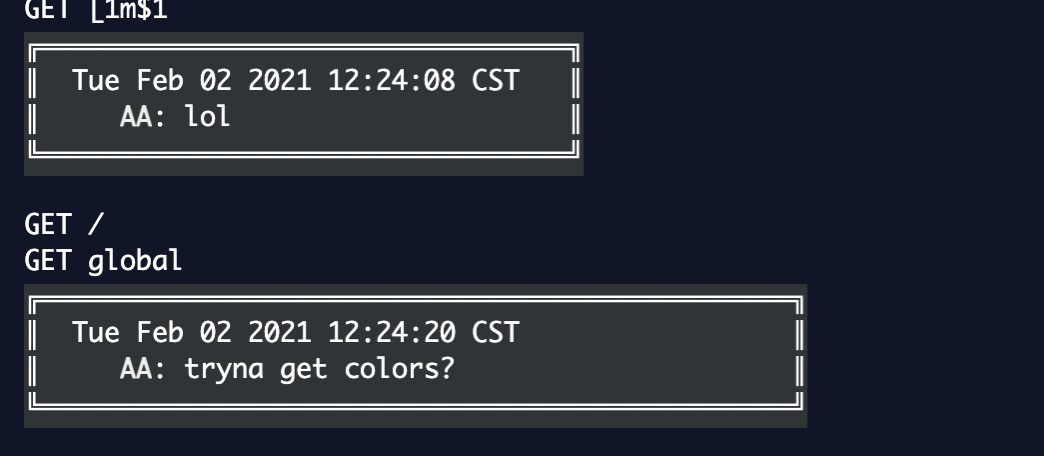 GET [1m$1
Tue Feb 02 2021 12:24:08 CST
AA: lol
GET /
GET global
Tue Feb 02 2021 12:24:20 CST
AA: tryna get colors?